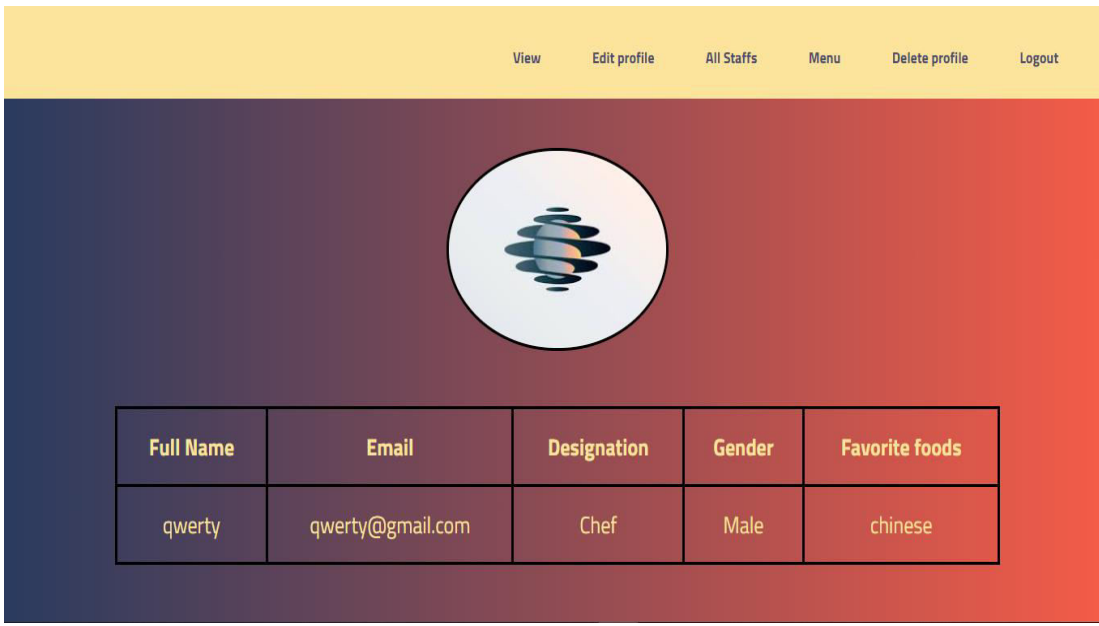 View Edit profile All Staffs Menu Delete profile Logout
Full Name Email Designation Gender Favorite foods
qwerty qwerty@gmail.com Chef Male chinese